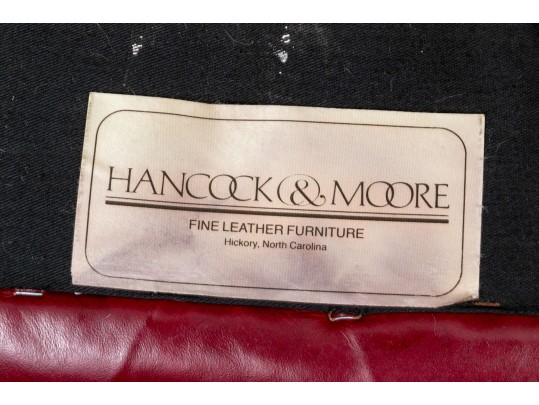 HANCOCK & MOORE
FINE LEATHER FURNITURE
Hickory, North Carolina